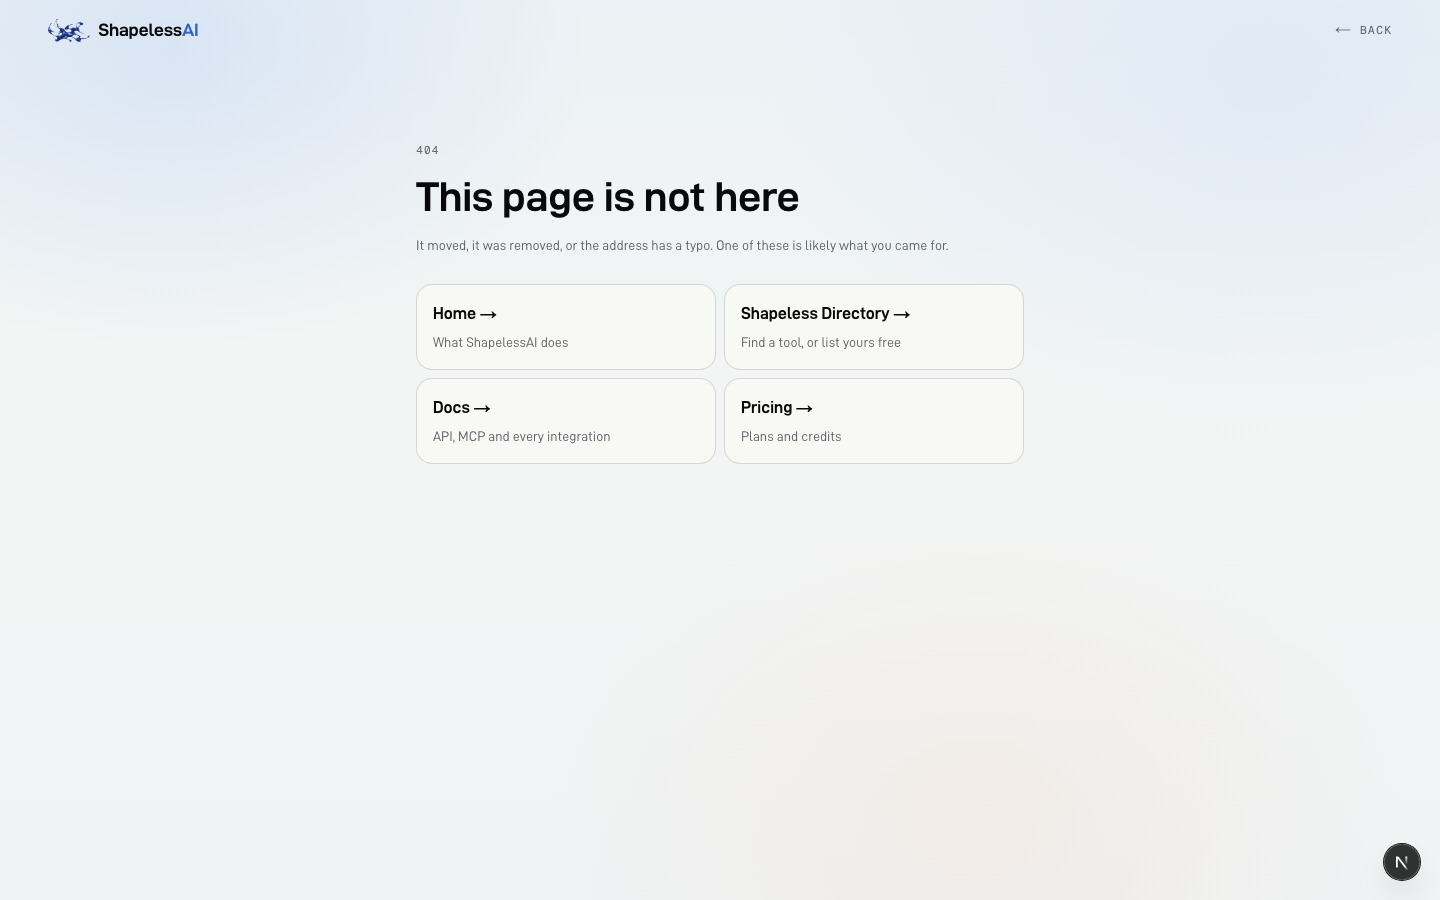 ShapelessAI
← BACK
404
This page is not here
It moved, it was removed, or the address has a typo. One of these is likely what you came for.
Home →
What ShapelessAI does
Shapeless Directory →
Find a tool, or list yours free
Docs →
API, MCP and every integration
Pricing →
Plans and credits
N